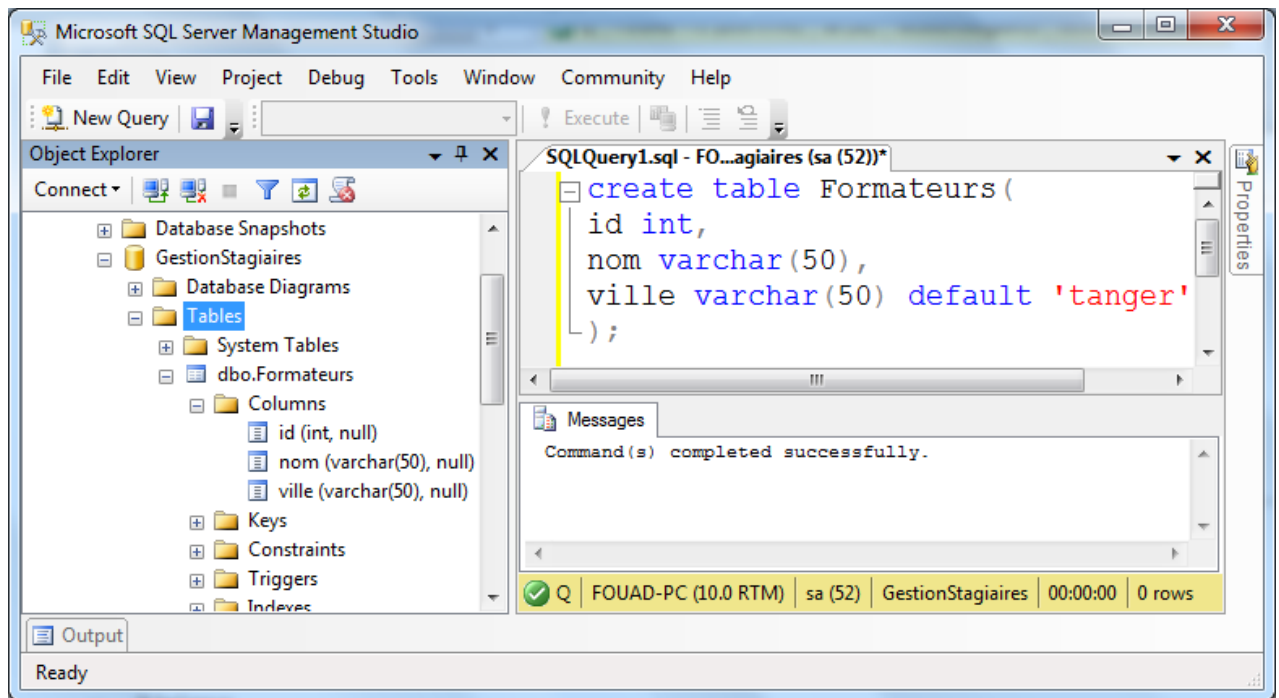 Microsoft SQL Server Management Studio
File Edit View Project Debug Tools Window Community Help
New Query Execute
Object Explorer
Connect
Database Snapshots
GestionStagiaires
Database Diagrams
Tables
System Tables
dbo.Formateurs
Columns
id (int, null)
nom (varchar(50), null)
ville (varchar(50), null)
Keys
Constraints
Triggers
Indexes
SQLQuery1.sql - FO...agiaires (sa (52))*
create table Formateurs(
id int,
nom varchar(50),
ville varchar(50) default 'tanger'
);
Messages
Command(s) completed successfully.
Q FOUAD-PC (10.0 RTM) sa (52) GestionStagiaires 00:00:00 0 rows
Properties
Output
Ready